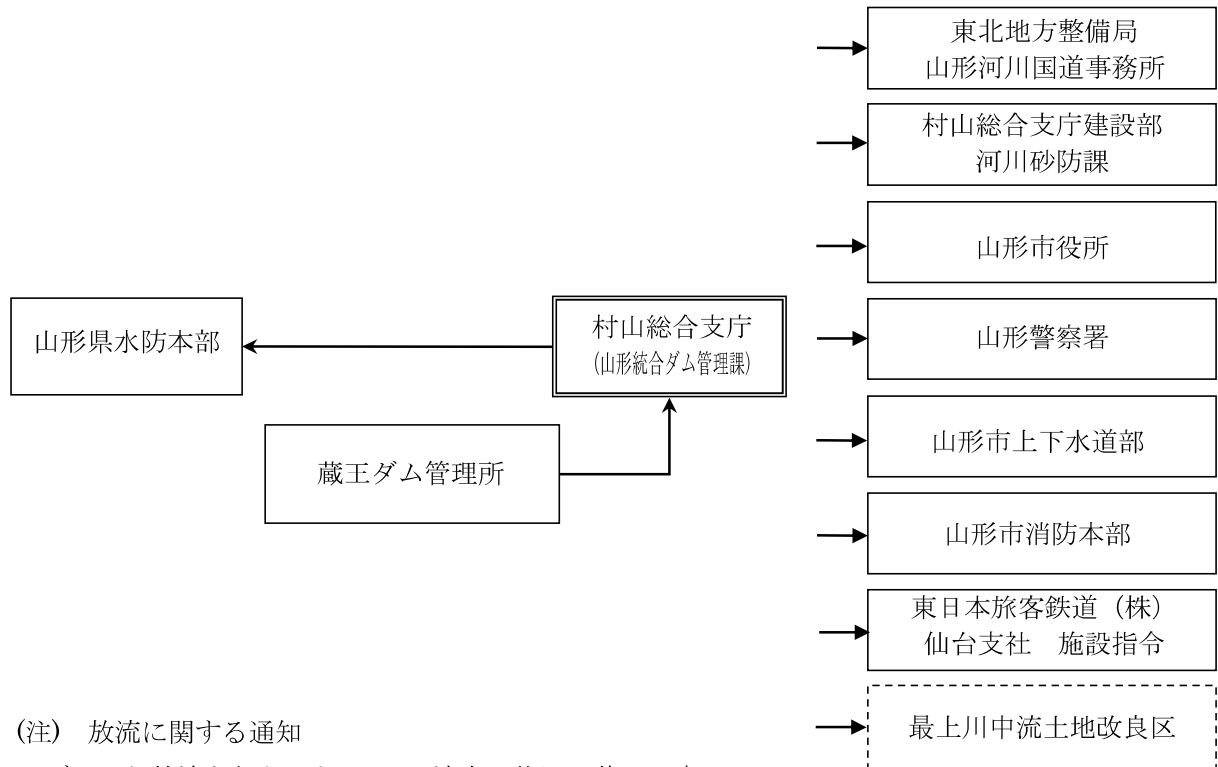 東北地方整備局
山形河川国道事務所
村山総合支庁建設部
河川砂防課
山形市役所
山形県水防本部
村山総合支庁
(山形統合ダム管理課)
山形警察署
蔵王ダム管理所
山形市上下水道部
山形市消防本部
東日本旅客鉄道（株）
仙台支社　施設指令
最上川中流土地改良区
(注)　放流に関する通知